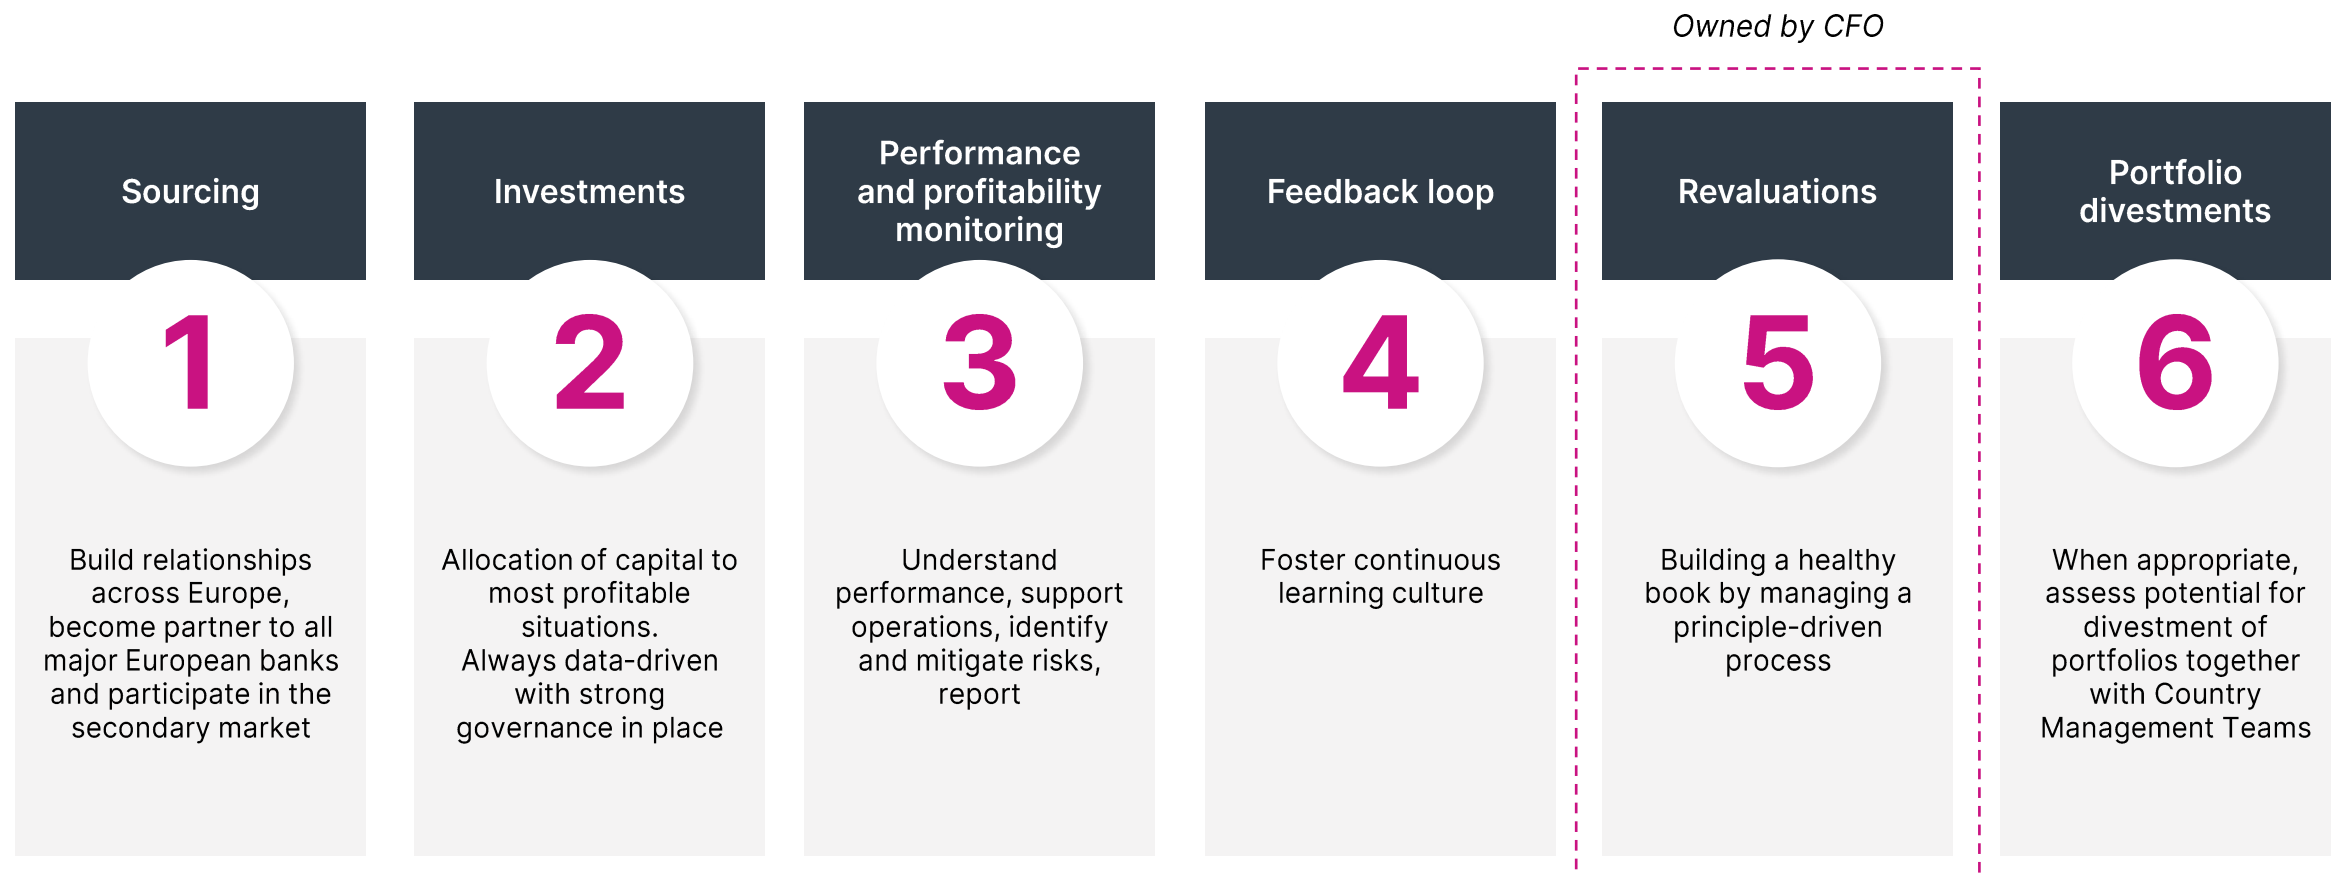 Owned by CFO
Sourcing
1
Build relationships
across Europe,
become partner to all
major European banks
and participate in the
secondary market
Investments
2
Allocation of capital to
most profitable
situations.
Always data-driven
with strong
governance in place
Performance
and profitability
monitoring
3
Understand
performance, support
operations, identify
and mitigate risks,
report
Feedback loop
4
Foster continuous
learning culture
Revaluations
5
Building a healthy
book by managing a
principle-driven
process
Portfolio
divestments
6
When appropriate,
assess potential for
divestment of
portfolios together
with Country
Management Teams